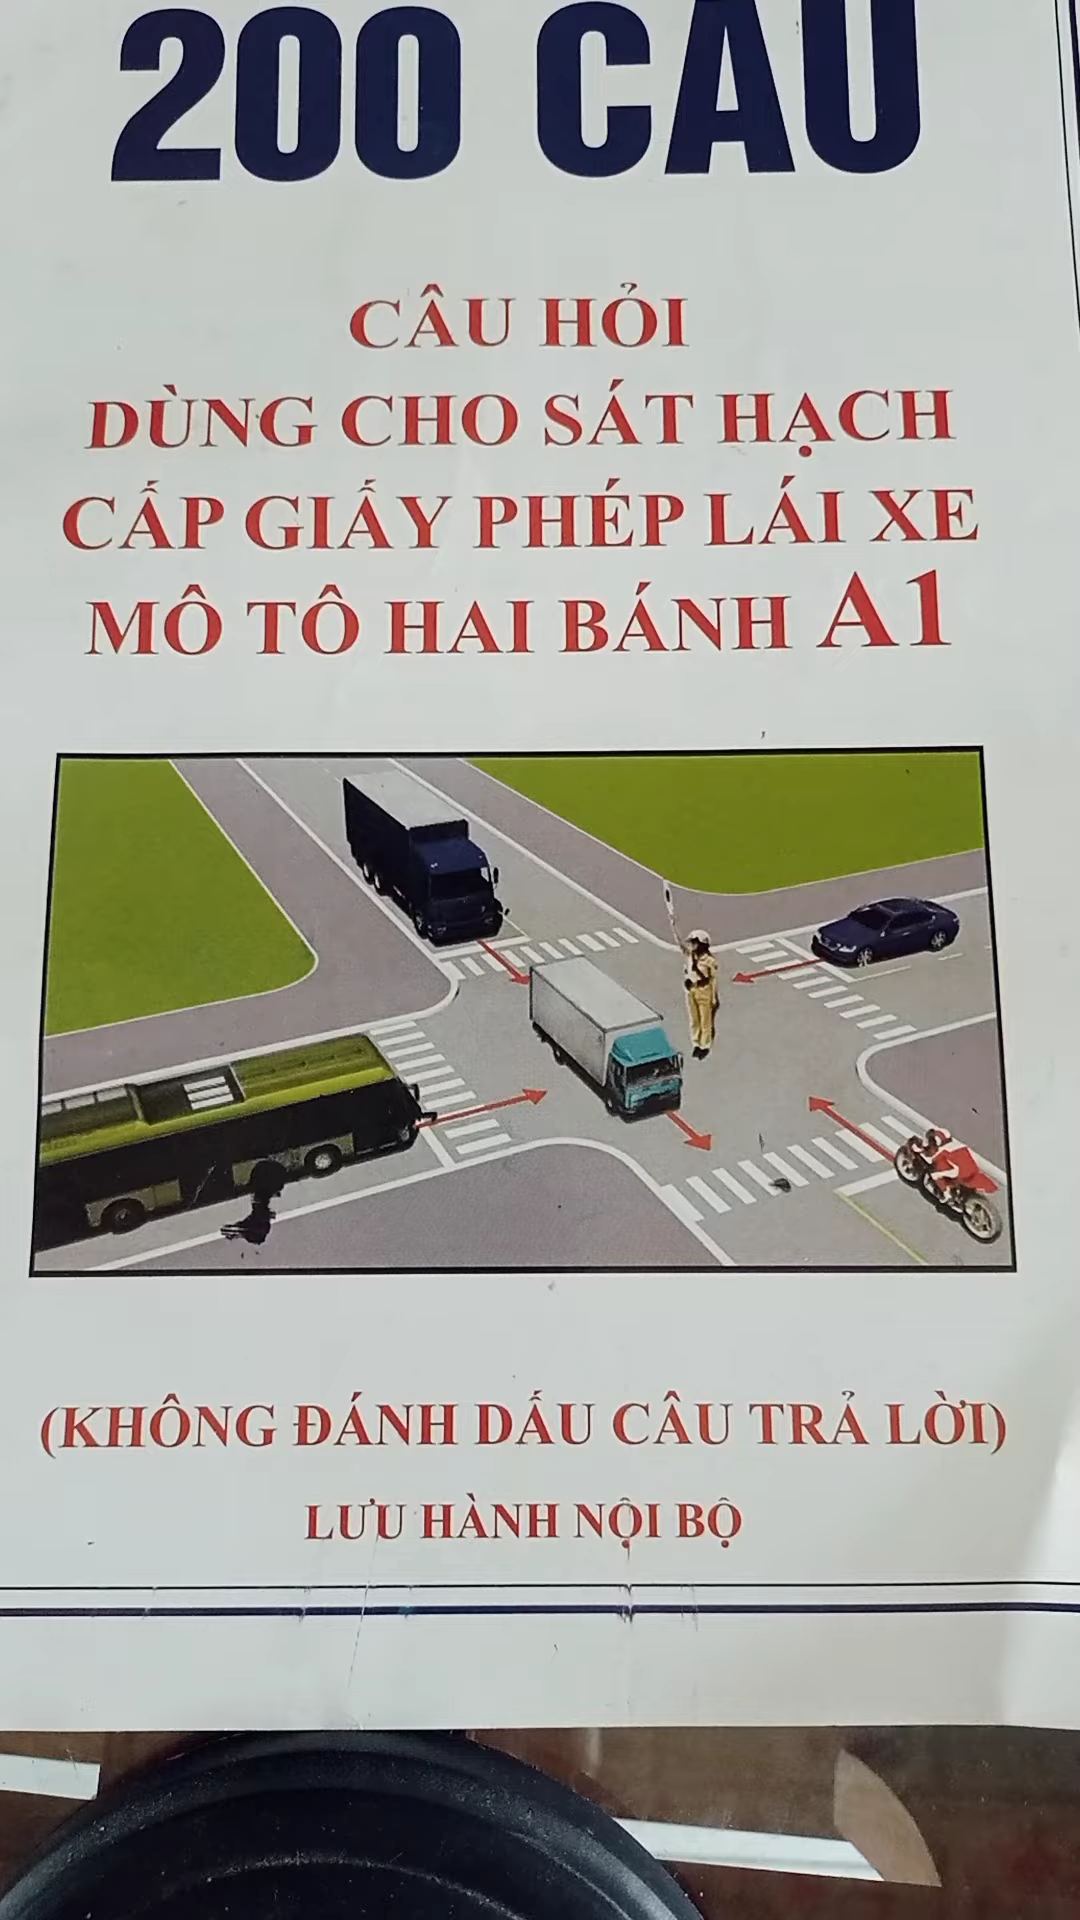 200 CÂU
CÂU HỎI
DÙNG CHO SÁT HẠCH
CẤP GIẤY PHÉP LÁI XE
MÔ TÔ HAI BÁNH A1
(KHÔNG ĐÁNH DẤU CÂU TRẢ LỜI)
LƯU HÀNH NỘI BỘ